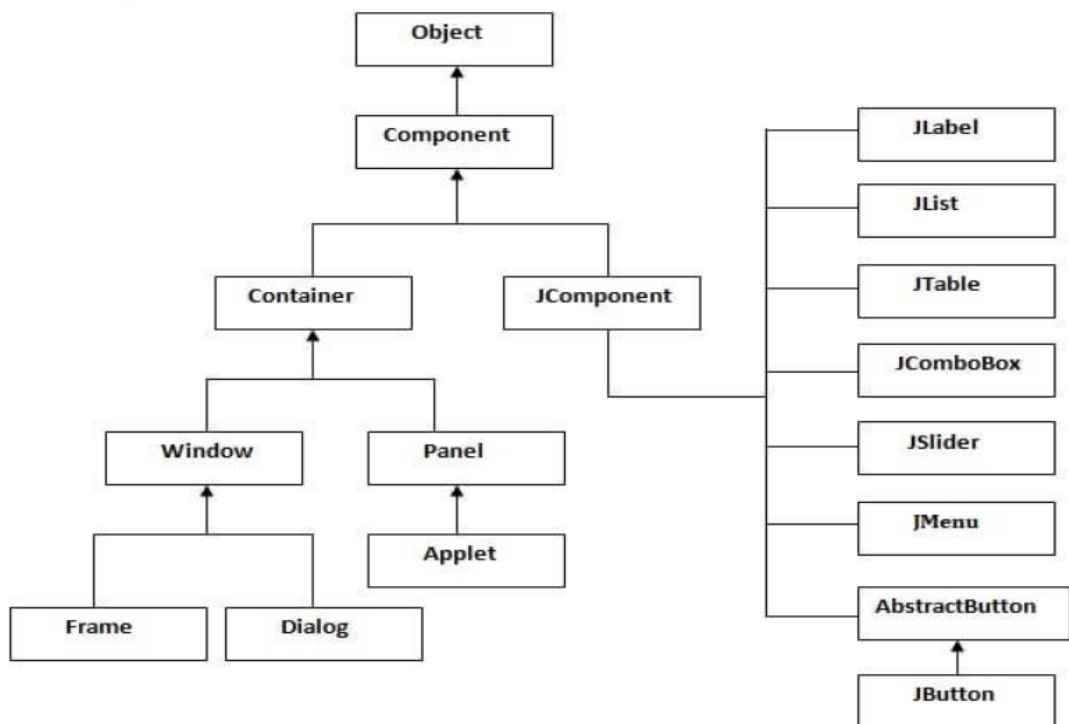 Object
Component
Container
JComponent
Window
Panel
Applet
Frame
Dialog
JLabel
JList
JTable
JComboBox
JSlider
JMenu
AbstractButton
JButton